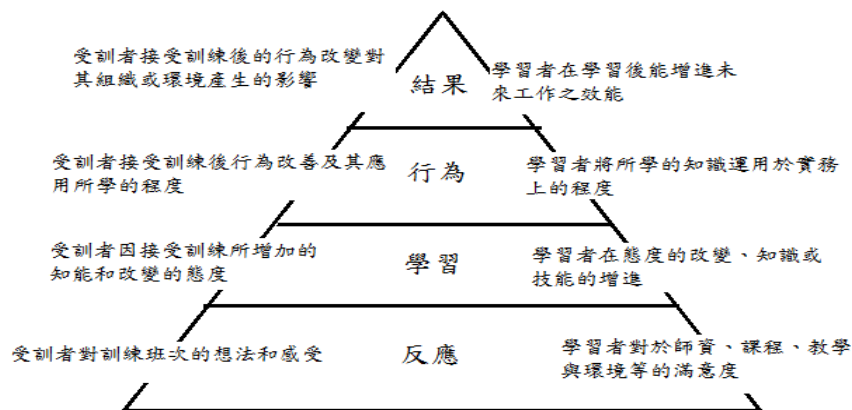 受訓者接受訓練後的行為改變對
其組織或環境產生的影響
結果
學習者在學習後能增進未
來工作之效能
受訓者接受訓練後行為改善及其應
用所學的程度
行為
學習者將所學的知識運用於實務
上的程度
受訓者因接受訓練所增加的
知能和改變的態度
學習
學習者在態度的改變、知識或
技能的增進
受訓者對訓練班次的想法和感受
反應
學習者對於師資、課程、教學
與環境等的滿意度